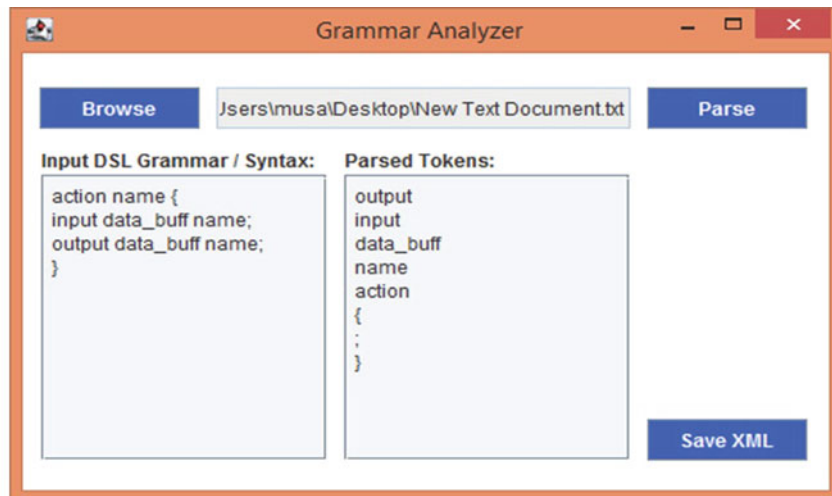 Grammar Analyzer
Browse
Jsers\musa\Desktop\New Text Document.txt
Parse
Input DSL Grammar / Syntax:
action name {
input data_buff name;
output data_buff name;
}
Parsed Tokens:
output
input
data_buff
name
action
{
;
}
Save XML